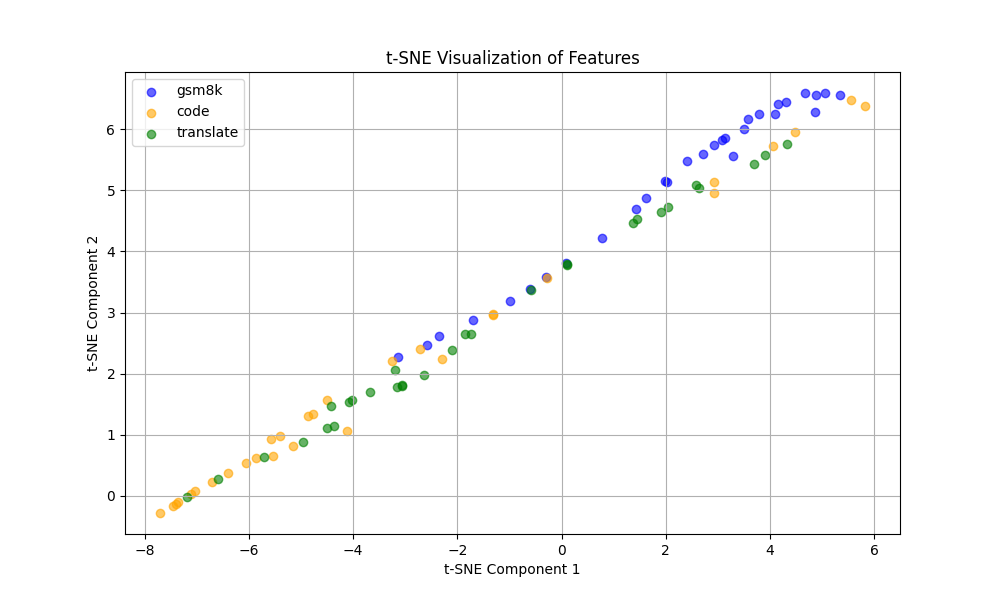 t-SNE Visualization of Features
gsm8k
code
translate
6
5
4
3
2
1
0
t-SNE Component 2
−8 −6 −4 −2 0 2 4 6
t-SNE Component 1